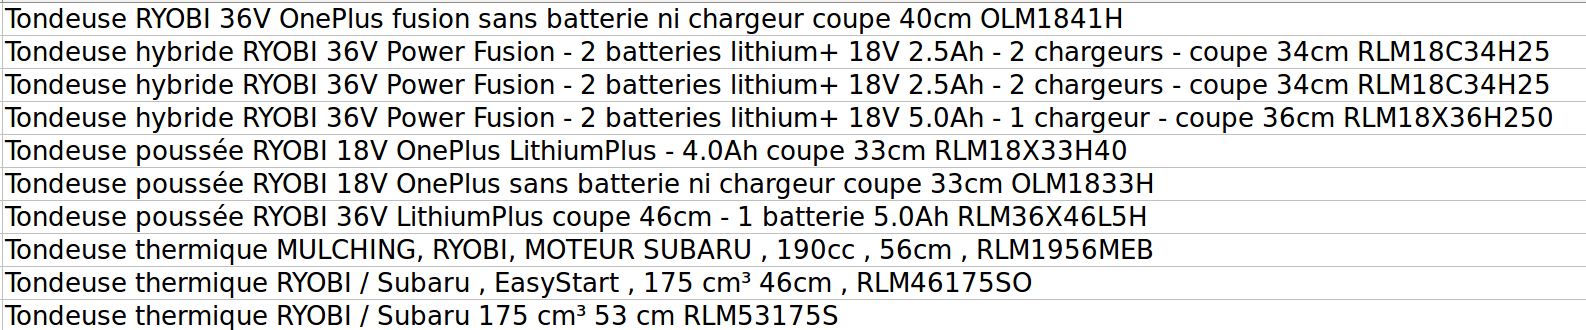 Tondeuse RYOBI 36V OnePlus fusion sans batterie ni chargeur coupe 40cm OLM1841H
Tondeuse hybride RYOBI 36V Power Fusion - 2 batteries lithium+ 18V 2.5Ah - 2 chargeurs - coupe 34cm RLM18C34H25
Tondeuse hybride RYOBI 36V Power Fusion - 2 batteries lithium+ 18V 2.5Ah - 2 chargeurs - coupe 34cm RLM18C34H25
Tondeuse hybride RYOBI 36V Power Fusion - 2 batteries lithium+ 18V 5.0Ah - 1 chargeur - coupe 36cm RLM18X36H250
Tondeuse poussée RYOBI 18V OnePlus LithiumPlus - 4.0Ah coupe 33cm RLM18X33H40
Tondeuse poussée RYOBI 18V OnePlus sans batterie ni chargeur coupe 33cm OLM1833H
Tondeuse poussée RYOBI 36V LithiumPlus coupe 46cm - 1 batterie 5.0Ah RLM36X46L5H
Tondeuse thermique MULCHING, RYOBI, MOTEUR SUBARU , 190cc , 56cm , RLM1956MEB
Tondeuse thermique RYOBI / Subaru , EasyStart , 175 cm³ 46cm , RLM46175SO
Tondeuse thermique RYOBI / Subaru 175 cm³ 53 cm RLM53175S